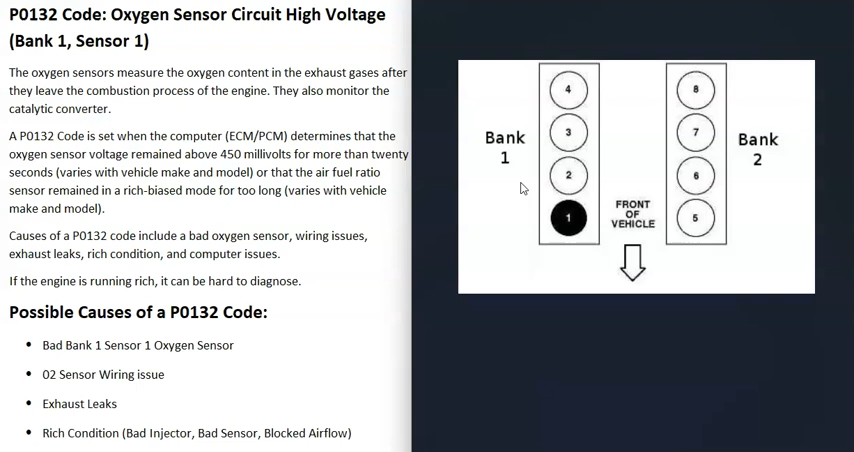 P0132 Code: Oxygen Sensor Circuit High Voltage
(Bank 1, Sensor 1)
The oxygen sensors measure the oxygen content in the exhaust gases after
they leave the combustion process of the engine. They also monitor the
catalytic converter.
A P0132 Code is set when the computer (ECM/PCM) determines that the
oxygen sensor voltage remained above 450 millivolts for more than twenty
seconds (varies with vehicle make and model) or that the air fuel ratio
sensor remained in a rich-biased mode for too long (varies with vehicle
make and model).
Causes of a P0132 code include a bad oxygen sensor, wiring issues,
exhaust leaks, rich condition, and computer issues.
If the engine is running rich, it can be hard to diagnose.
Possible Causes of a P0132 Code:
• Bad Bank 1 Sensor 1 Oxygen Sensor
• 02 Sensor Wiring issue
• Exhaust Leaks
• Rich Condition (Bad Injector, Bad Sensor, Blocked Airflow)
Bank
1
4
3
2
1
FRONT
OF
VEHICLE
8
7
6
5
Bank
2